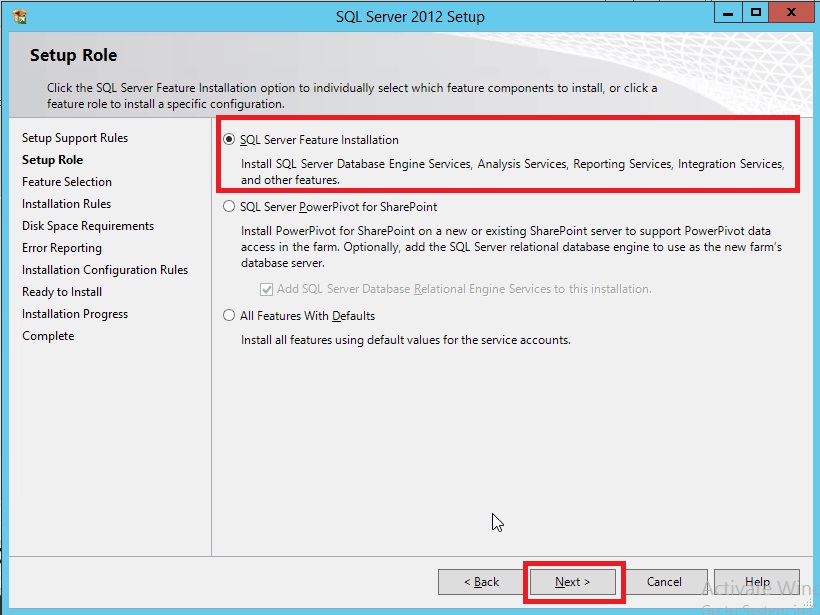 SQL Server 2012 Setup
Setup Role
Click the SQL Server Feature Installation option to individually select which feature components to install, or click a
feature role to install a specific configuration.
Setup Support Rules
Setup Role
Feature Selection
Installation Rules
Disk Space Requirements
Error Reporting
Installation Configuration Rules
Ready to Install
Installation Progress
Complete
SQL Server Feature Installation
Install SQL Server Database Engine Services, Analysis Services, Reporting Services, Integration Services,
and other features.
SQL Server PowerPivot for SharePoint
Install PowerPivot for SharePoint on a new or existing SharePoint server to support PowerPivot data
access in the farm. Optionally, add the SQL Server relational database engine to use as the new farm's
database server.
Add SQL Server Database Relational Engine Services to this installation.
All Features With Defaults
Install all features using default values for the service accounts.
< Back
Next >
Cancel
Help
Activate Win